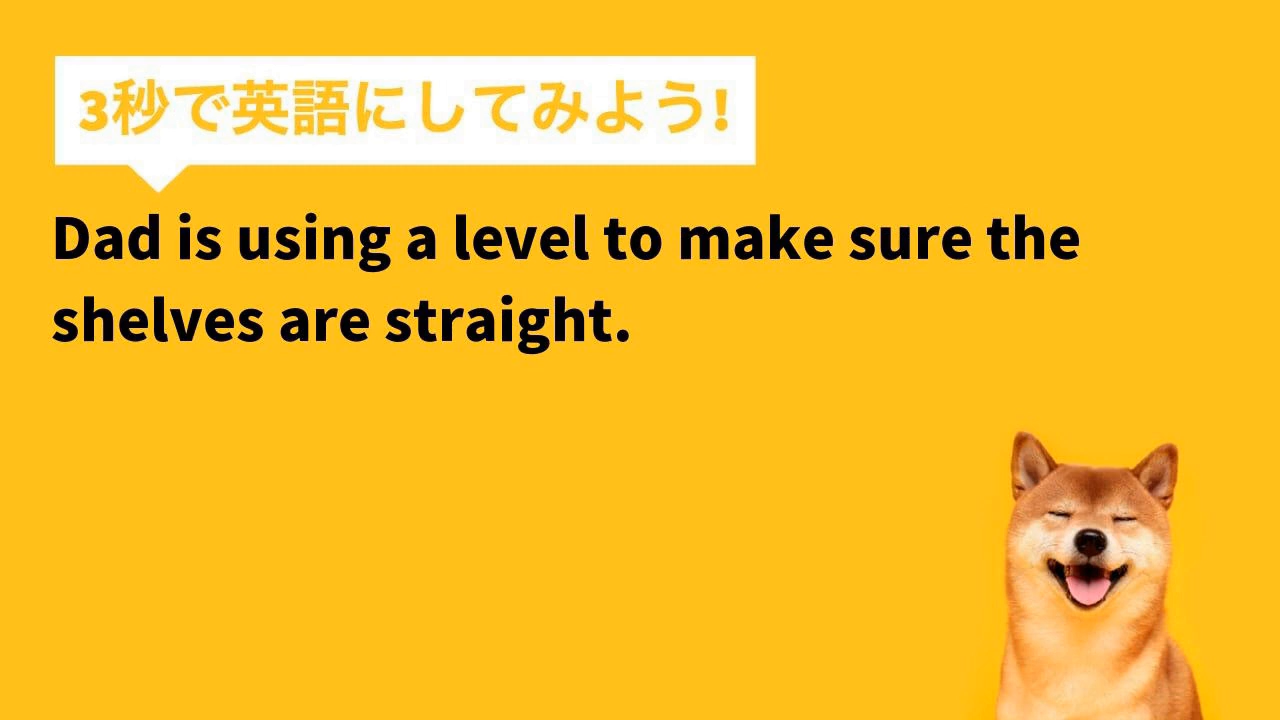 3秒で英語にしてみよう!
Dad is using a level to make sure the
shelves are straight.